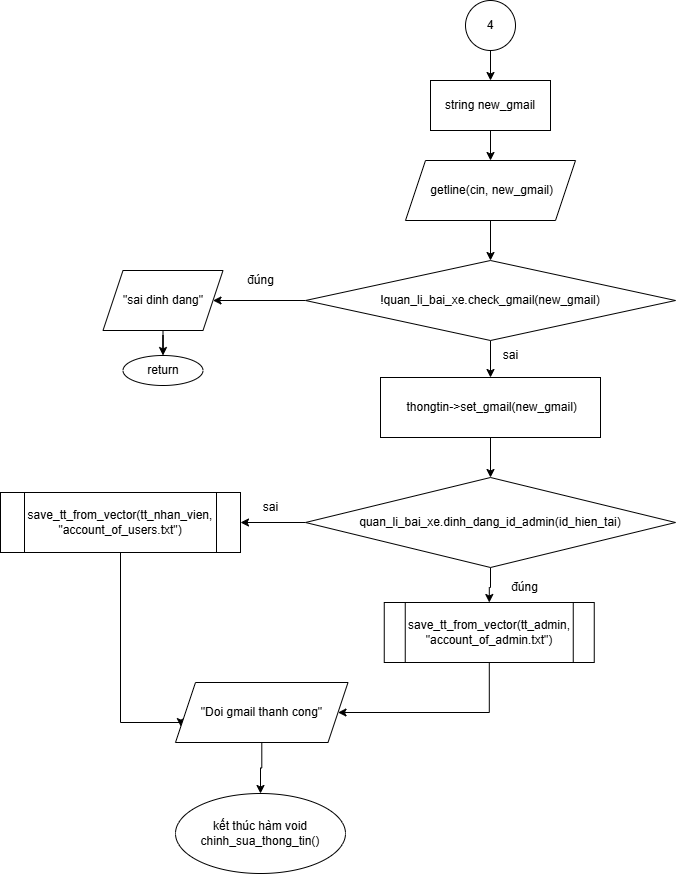 4
string new_gmail
getline(cin, new_gmail)
!quan_li_bai_xe.check_gmail(new_gmail)
đúng
"sai dinh dang"
return
sai
thongtin->set_gmail(new_gmail)
quan_li_bai_xe.dinh_dang_id_admin(id_hien_tai)
sai
save_tt_from_vector(tt_nhan_vien,
"account_of_users.txt")
đúng
save_tt_from_vector(tt_admin,
"account_of_admin.txt")
"Doi gmail thanh cong"
kết thúc hàm void
chinh_sua_thong_tin()